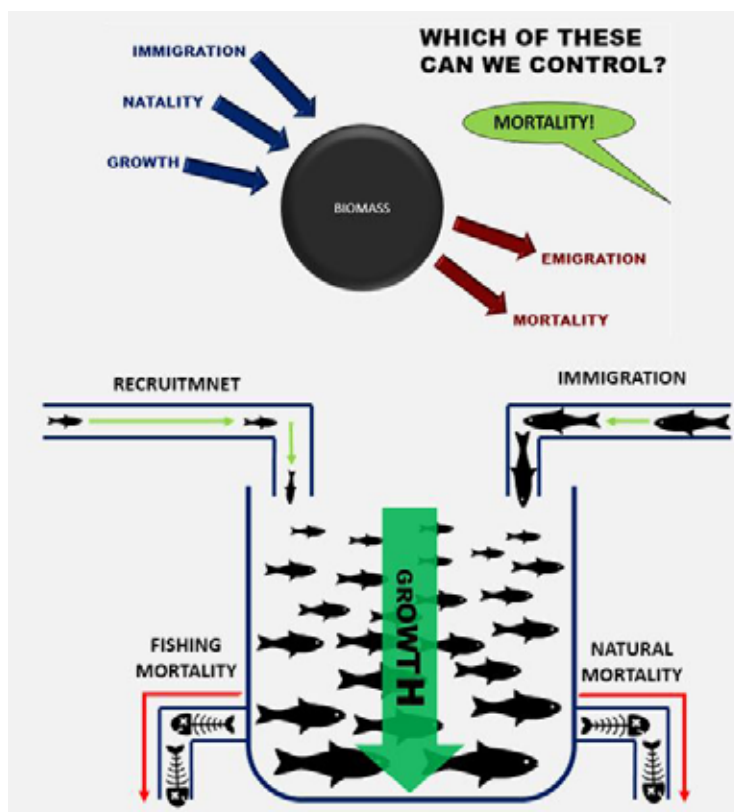 WHICH OF THESE
CAN WE CONTROL?
IMMIGRATION
NATALITY
GROWTH
MORTALITY!
BIOMASS
EMIGRATION
MORTALITY
RECRUITMNET
IMMIGRATION
GROWTH
FISHING
MORTALITY
NATURAL
MORTALITY